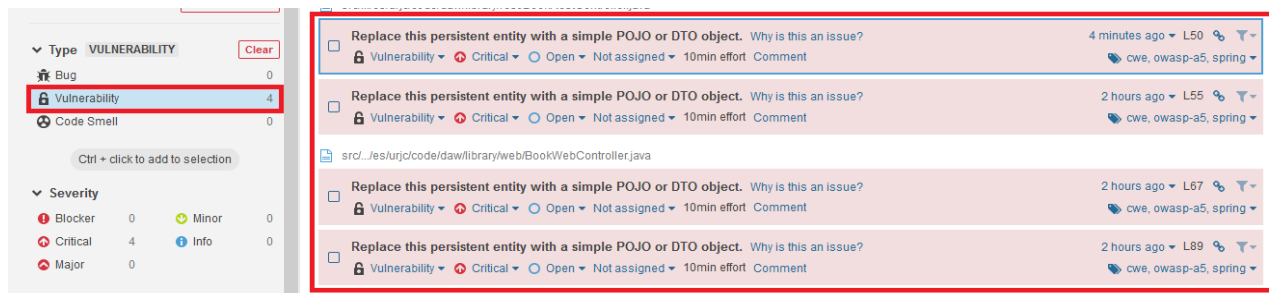 Type VULNERABILITY Clear
Bug 0
Vulnerability 4
Code Smell 0
Ctrl + click to add to selection
Severity
Blocker 0 Minor 0
Critical 4 Info 0
Major 0
Replace this persistent entity with a simple POJO or DTO object. Why is this an issue? 4 minutes ago L50
Vulnerability Critical Open Not assigned 10min effort Comment cwe, owasp-a5, spring
Replace this persistent entity with a simple POJO or DTO object. Why is this an issue? 2 hours ago L55
Vulnerability Critical Open Not assigned 10min effort Comment cwe, owasp-a5, spring
src/.../es/urjc/code/daw/library/web/BookWebController.java
Replace this persistent entity with a simple POJO or DTO object. Why is this an issue? 2 hours ago L67
Vulnerability Critical Open Not assigned 10min effort Comment cwe, owasp-a5, spring
Replace this persistent entity with a simple POJO or DTO object. Why is this an issue? 2 hours ago L89
Vulnerability Critical Open Not assigned 10min effort Comment cwe, owasp-a5, spring